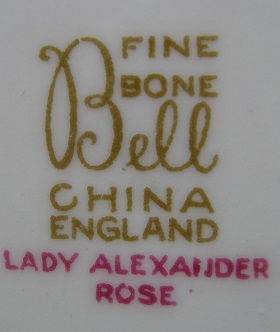 FINE
BONE
Bell
CHINA
ENGLAND
LADY ALEXANDER
ROSE